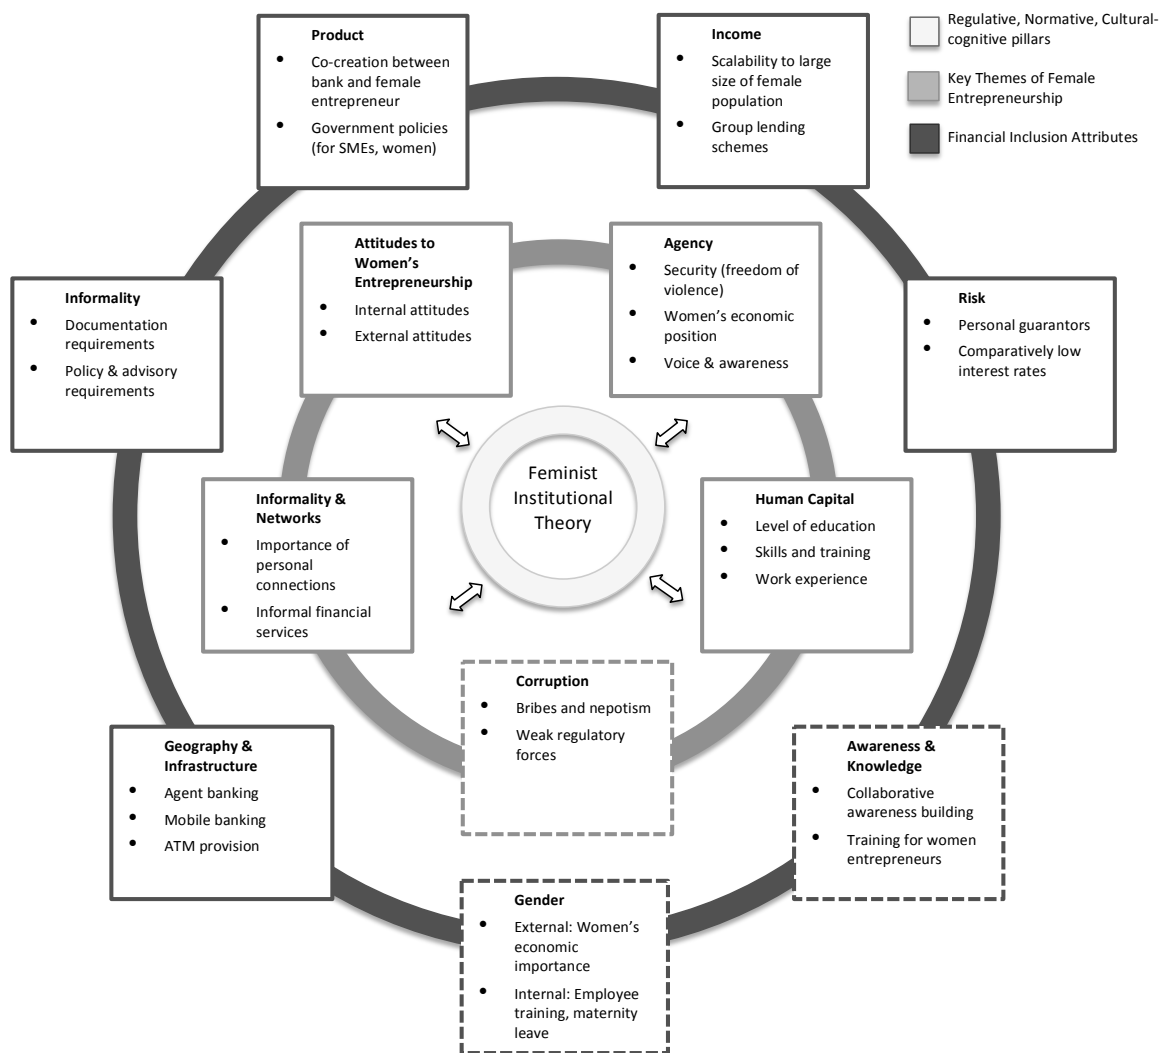 Product
• Co-creation between
bank and female
entrepreneur
• Government policies
(for SMEs, women)
Income
• Scalability to large
size of female
population
• Group lending
schemes
Regulative, Normative, Cultural-
cognitive pillars
Key Themes of Female
Entrepreneurship
Financial Inclusion Attributes
Attitudes to
Women’s
Entrepreneurship
• Internal attitudes
• External attitudes
Agency
• Security (freedom of
violence)
• Women’s economic
position
• Voice & awareness
Informality
• Documentation
requirements
• Policy & advisory
requirements
Risk
• Personal guarantors
• Comparatively low
interest rates
Feminist
Institutional
Theory
Informality &
Networks
• Importance of
personal
connections
• Informal financial
services
Human Capital
• Level of education
• Skills and training
• Work experience
Corruption
• Bribes and nepotism
• Weak regulatory
forces
Geography &
Infrastructure
• Agent banking
• Mobile banking
• ATM provision
Awareness &
Knowledge
• Collaborative
awareness building
• Training for women
entrepreneurs
Gender
• External: Women’s
economic
importance
• Internal: Employee
training, maternity
leave